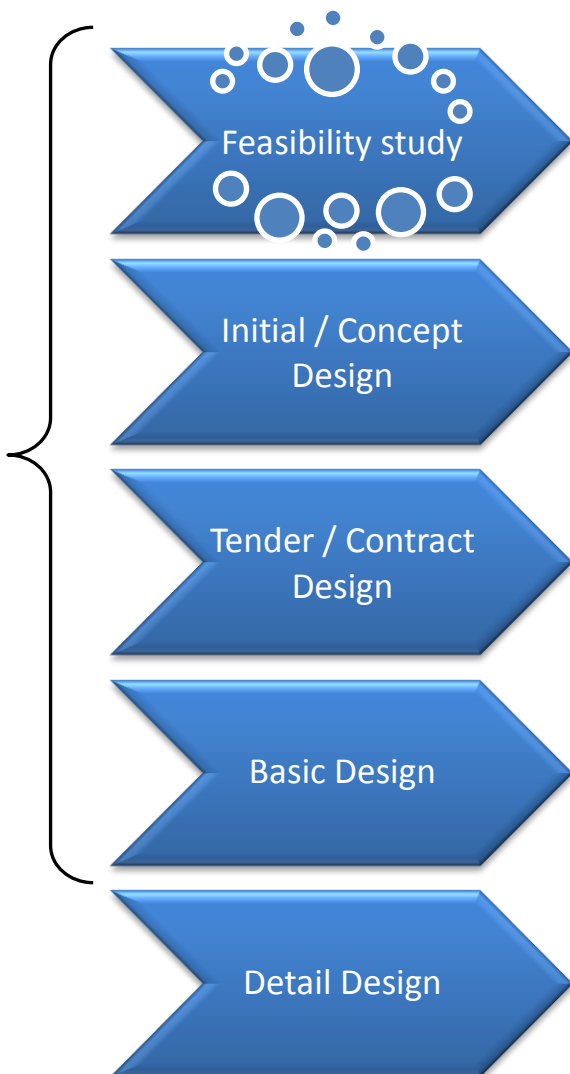 Feasibility study
Initial / Concept
Design
Tender / Contract
Design
Basic Design
Detail Design